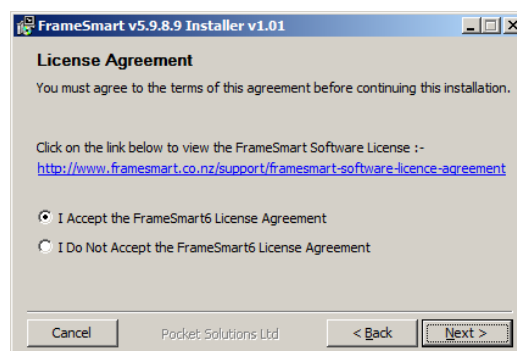 FrameSmart v5.9.8.9 Installer v1.01
License Agreement
You must agree to the terms of this agreement before continuing this installation.
Click on the link below to view the FrameSmart Software License :-
http://www.framesmart.co.nz/support/framesmart-software-licence-agreement
I Accept the FrameSmart6 License Agreement
I Do Not Accept the FrameSmart6 License Agreement
Cancel Pocket Solutions Ltd < Back Next >